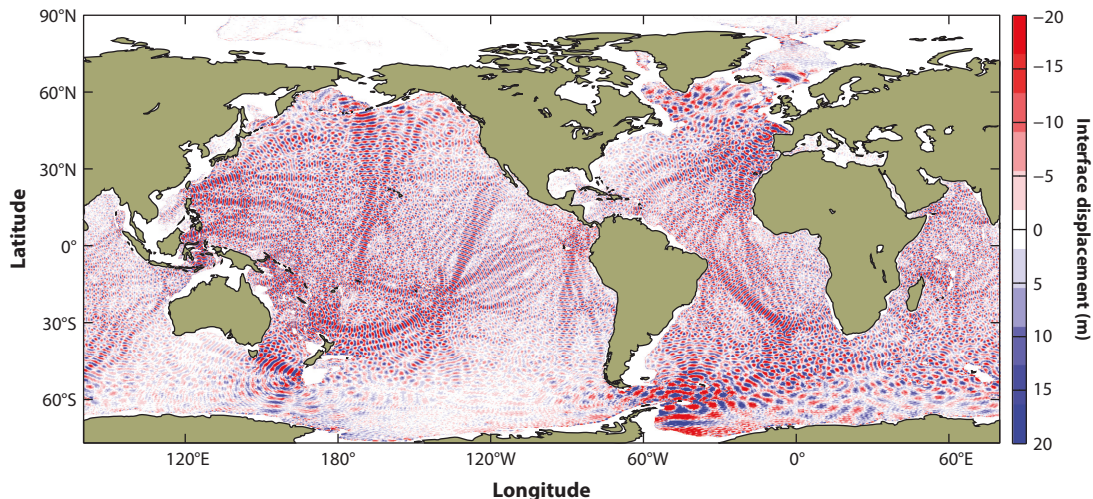 90°N
60°N
30°N
0°
30°S
60°S
Latitude
120°E
180°
120°W
60°W
0°
60°E
Longitude
−20
−15
−10
−5
0
5
10
15
20
Interface displacement (m)